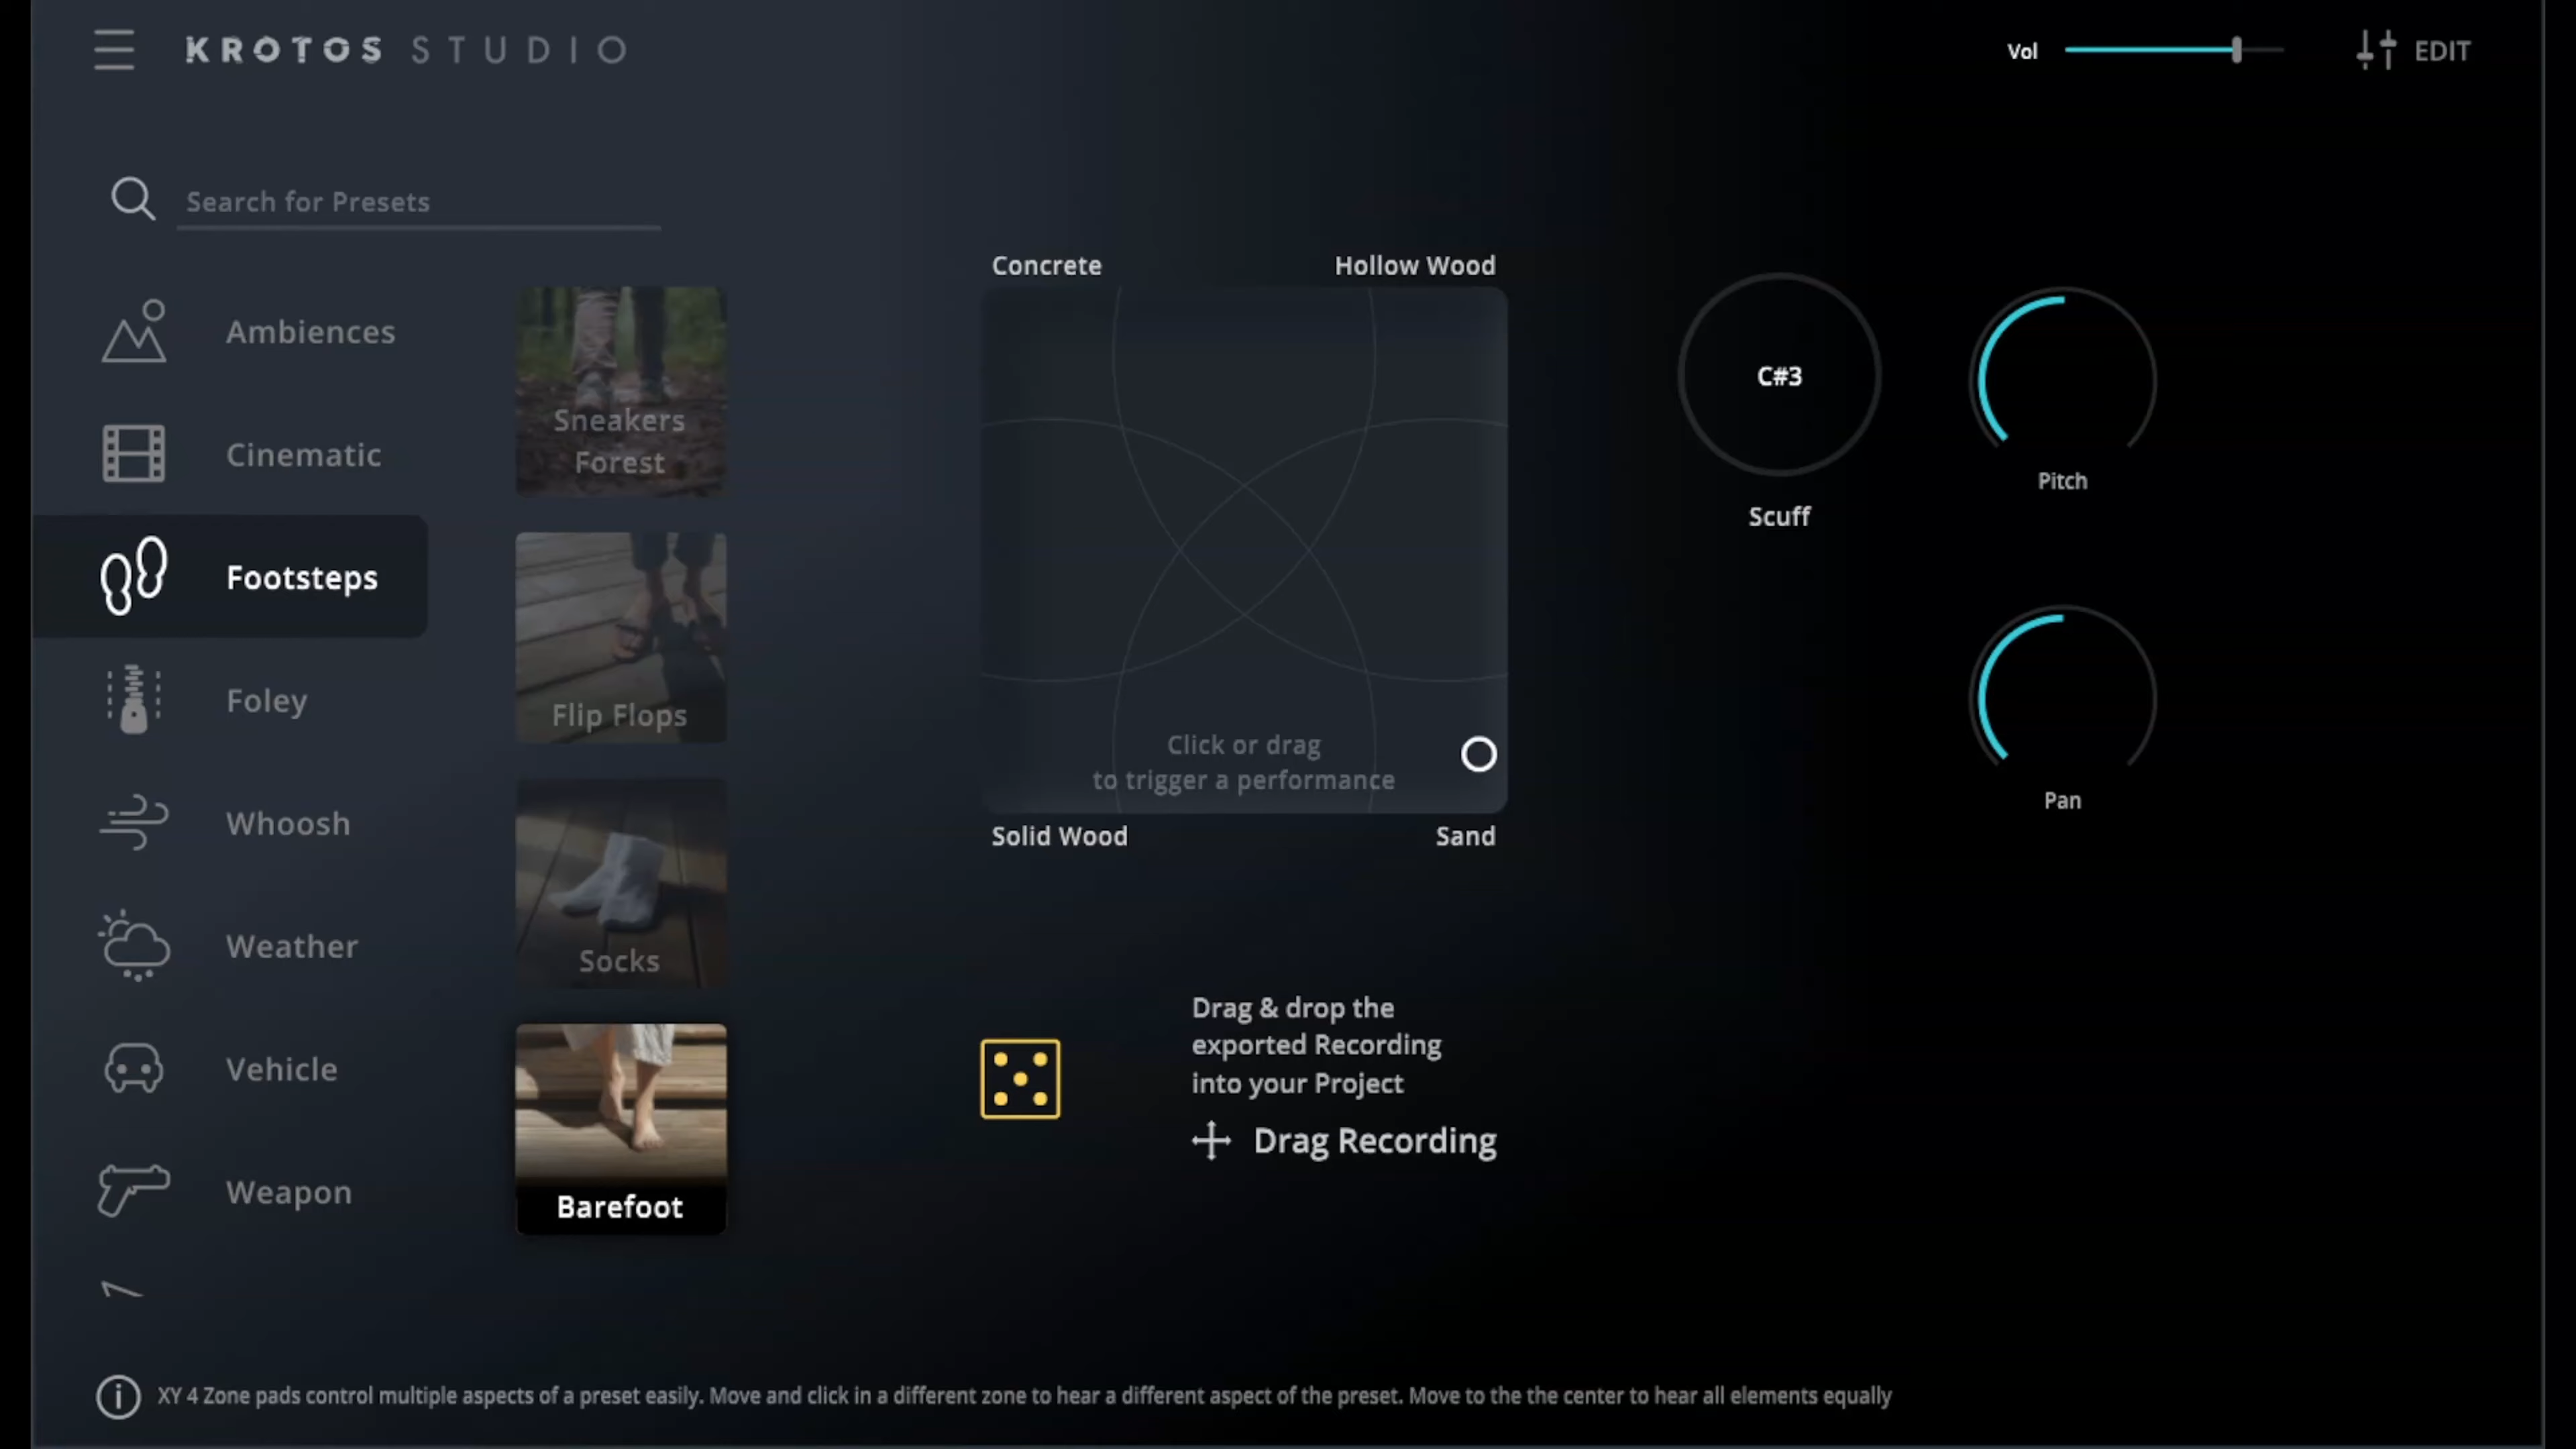 KROTOS STUDIO
Vol
EDIT
Search for Presets
Ambiences
Cinematic
Footsteps
Foley
Whoosh
Weather
Vehicle
Weapon
Sneakers
Forest
Flip Flops
Socks
Barefoot
Concrete
Hollow Wood
Click or drag
to trigger a performance
Solid Wood
Sand
C#3
Scuff
Pitch
Pan
Drag & drop the
exported Recording
into your Project
Drag Recording
XY 4 Zone pads control multiple aspects of a preset easily. Move and click in a different zone to hear a different aspect of the preset. Move to the the center to hear all elements equally